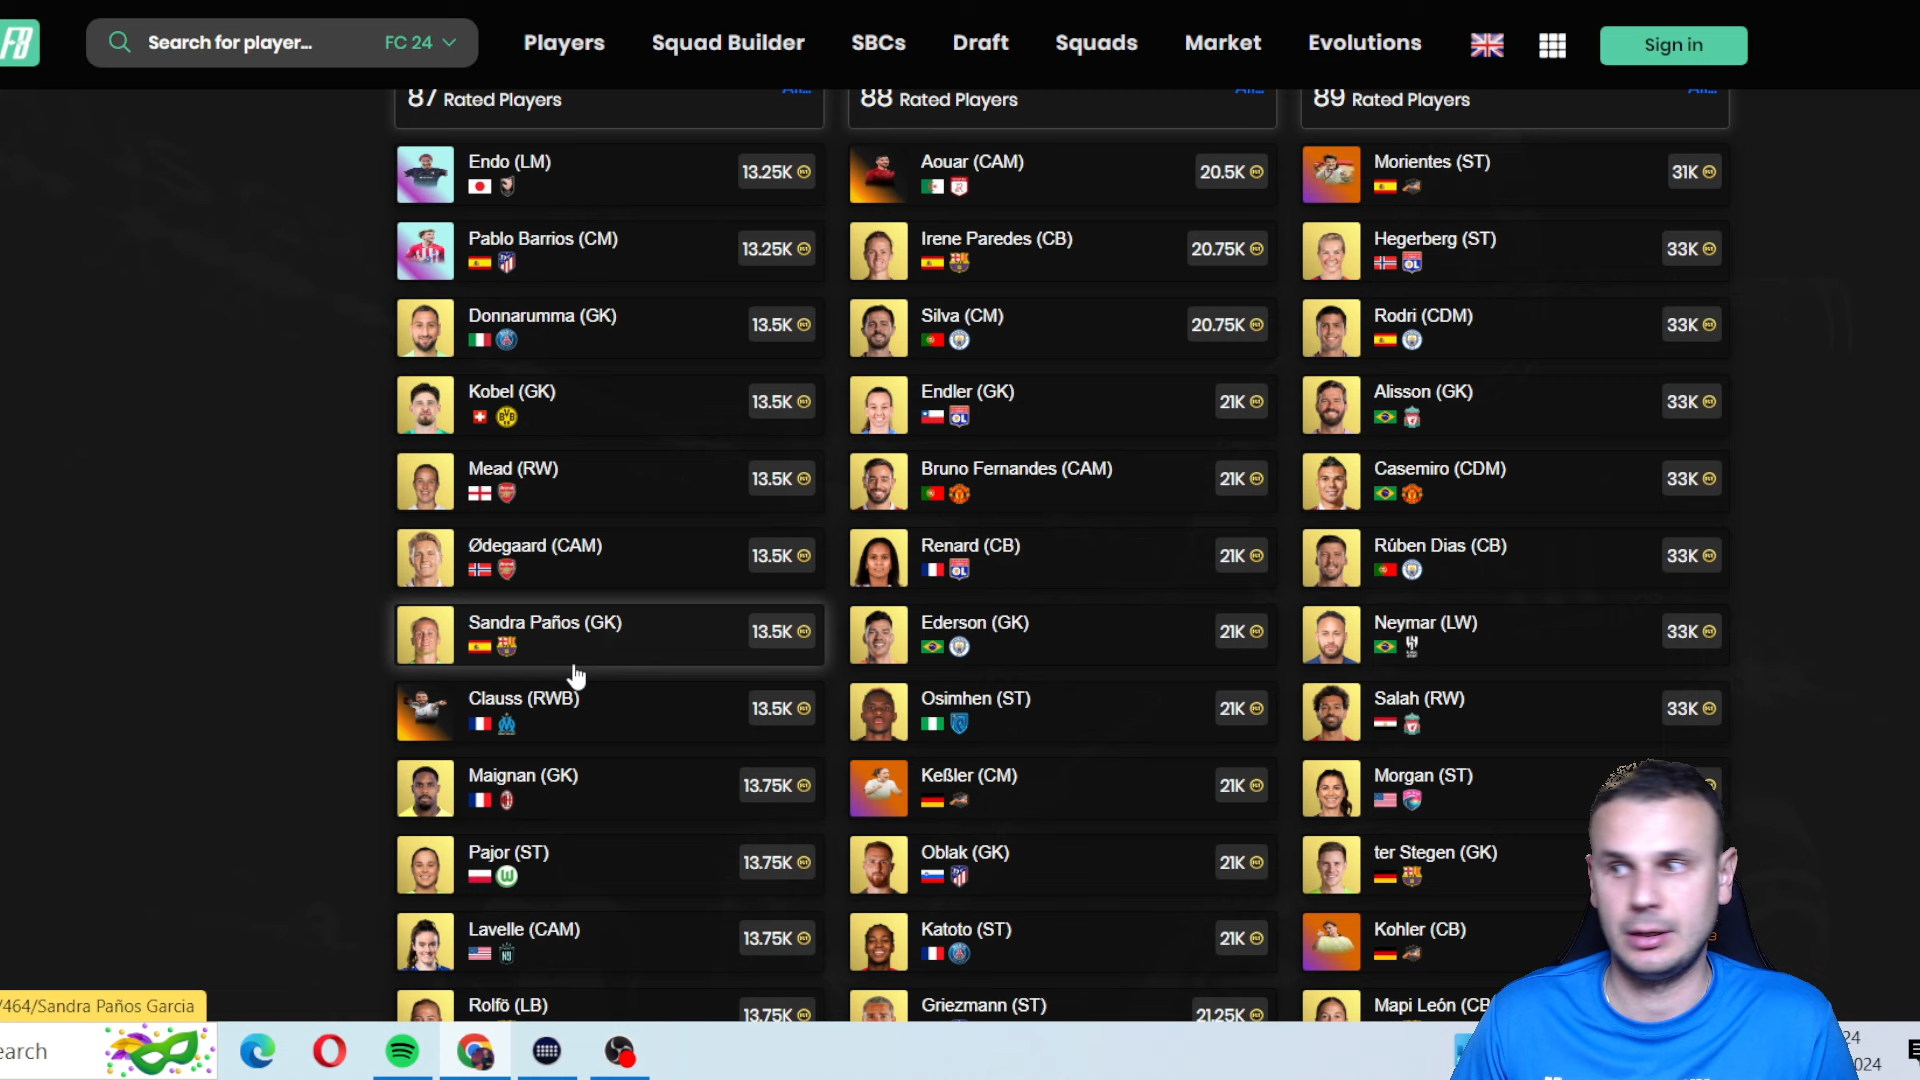 F8
Search for player...
FC 24
Players
Squad Builder
SBCs
Draft
Squads
Market
Evolutions
Sign in
87 Rated Players
Endo (LM)
13.25K
Pablo Barrios (CM)
13.25K
Donnarumma (GK)
13.5K
Kobel (GK)
13.5K
Mead (RW)
13.5K
Ødegaard (CAM)
13.5K
Sandra Paños (GK)
13.5K
Clauss (RWB)
13.5K
Maignan (GK)
13.75K
Pajor (ST)
13.75K
Lavelle (CAM)
13.75K
Rolfö (LB)
13.75K
88 Rated Players
Aouar (CAM)
20.5K
Irene Paredes (CB)
20.75K
Silva (CM)
20.75K
Endler (GK)
21K
Bruno Fernandes (CAM)
21K
Renard (CB)
21K
Ederson (GK)
21K
Osimhen (ST)
21K
Keßler (CM)
21K
Oblak (GK)
21K
Katoto (ST)
21K
Griezmann (ST)
21.25K
89 Rated Players
Morientes (ST)
31K
Hegerberg (ST)
33K
Rodri (CDM)
33K
Alisson (GK)
33K
Casemiro (CDM)
33K
Rúben Dias (CB)
33K
Neymar (LW)
33K
Salah (RW)
33K
Morgan (ST)
ter Stegen (GK)
Kohler (CB)
Mapi León (CB
/464/Sandra Paños Garcia
earch
24
024